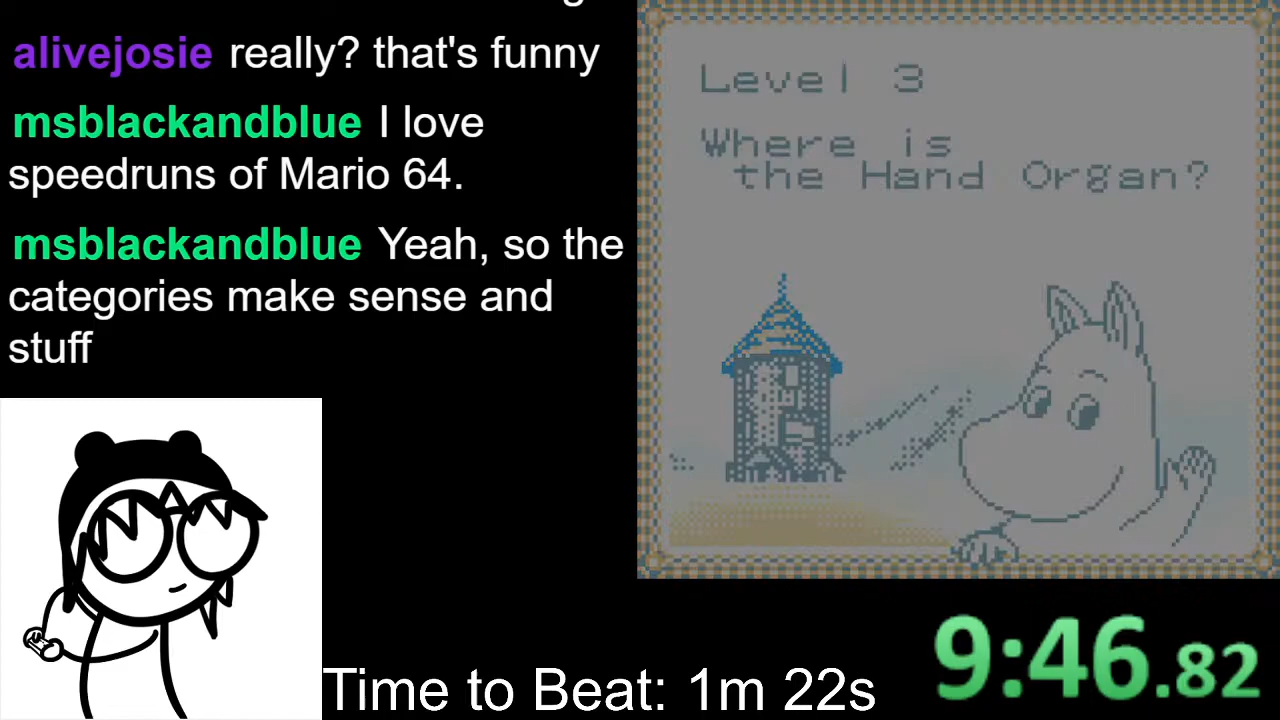 alivejosie really? that's funny
msblackandblue I love
speedruns of Mario 64.
msblackandblue Yeah, so the
categories make sense and
stuff
Level 3
Where is
the Hand Organ?
Time to Beat: 1m 22s
9:46.82